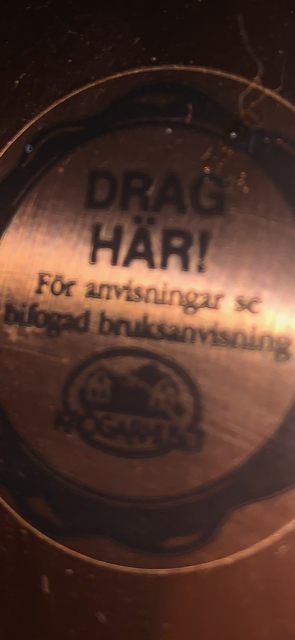 DRAG
HÄR!
För anvisningar se
bifogad bruksanvisning